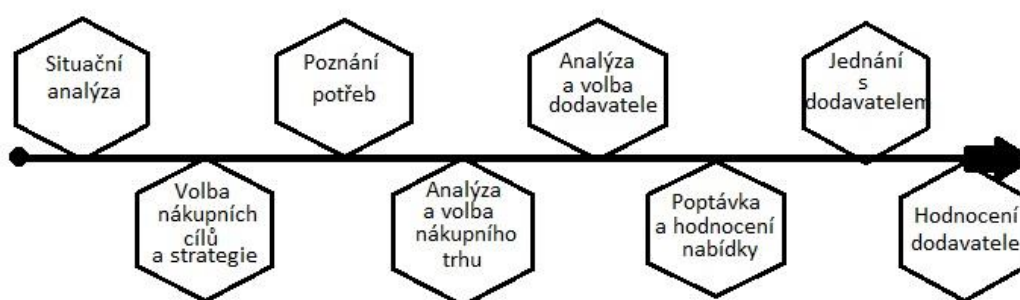 Situační
analýza
Volba
nákupních
cílů
a strategie
Poznání
potřeb
Analýza
a volba
nákupního
trhu
Analýza
a volba
dodavatele
Poptávka
a hodnocení
nabídky
Jednání
s
dodavatelem
Hodnocení
dodavatele